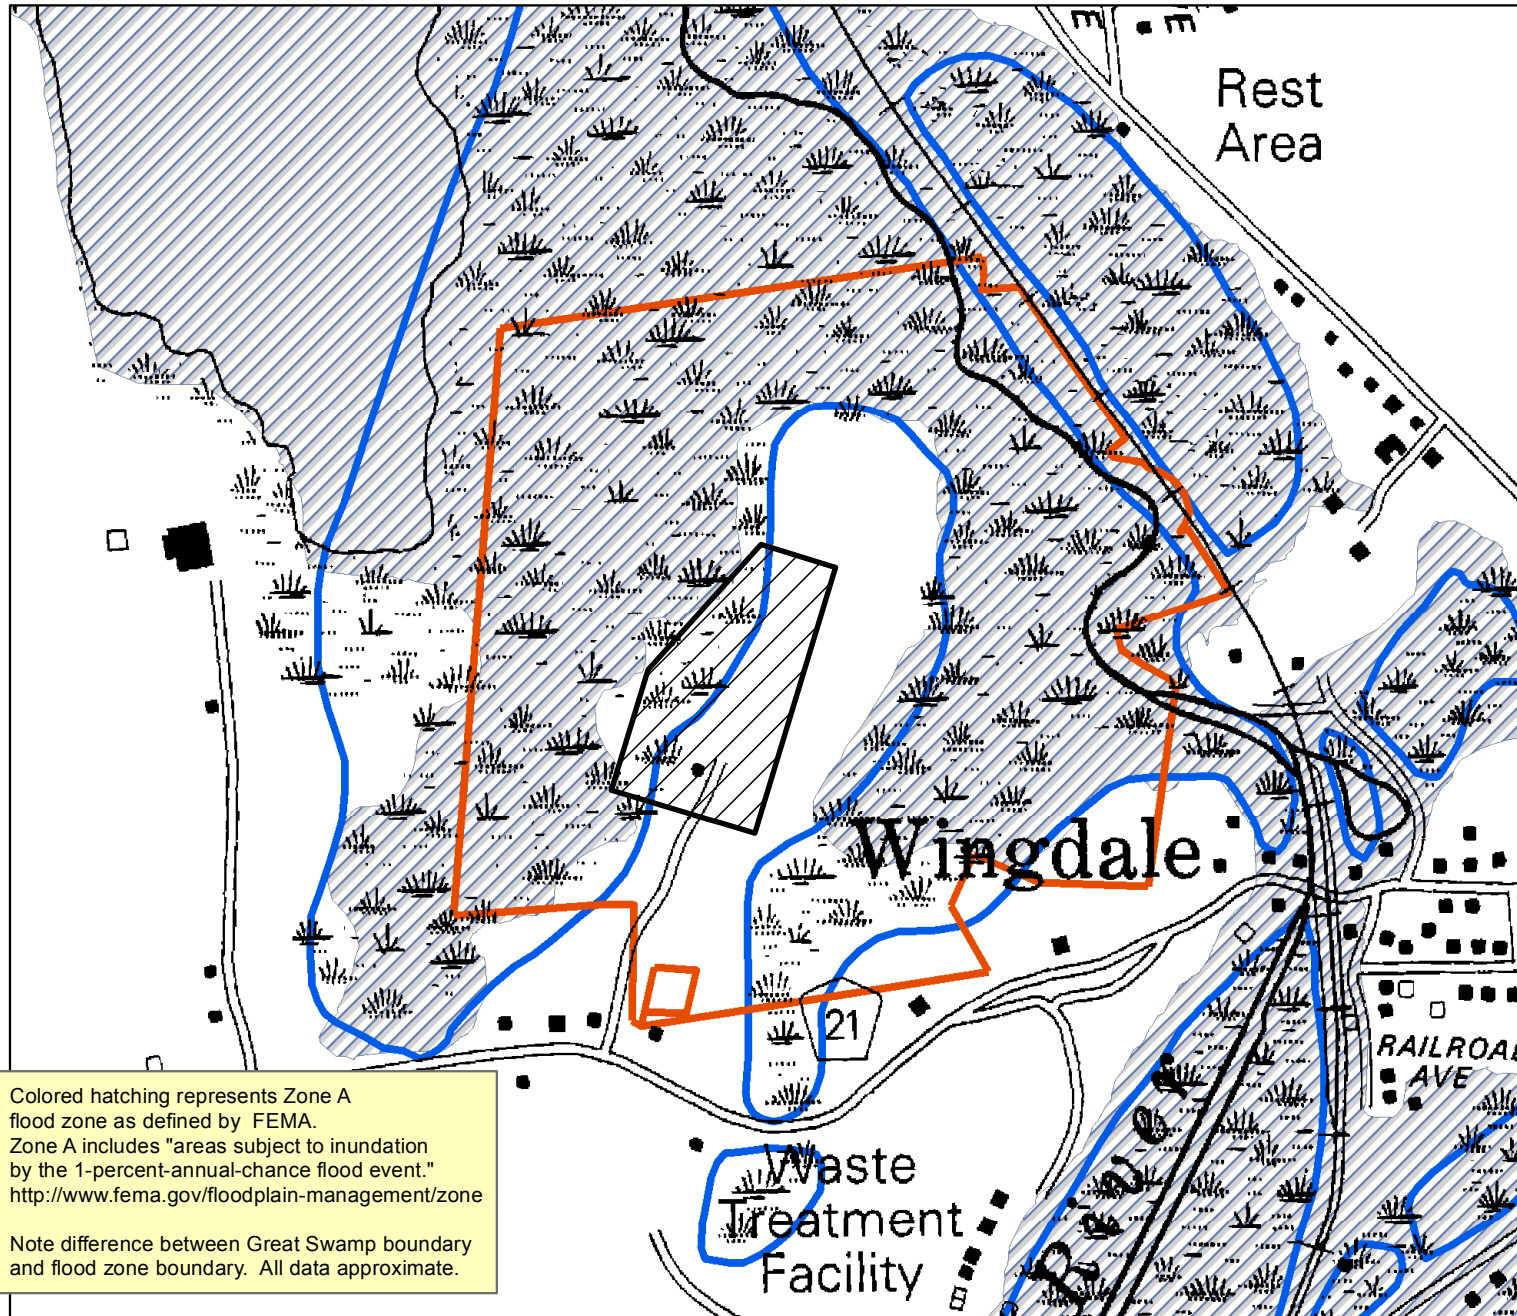 E
E
Rest
Area
Wingdale
21
RAILROAD
AVE
River
Waste
Treatment
Facility
Colored hatching represents Zone A
flood zone as defined by FEMA.
Zone A includes "areas subject to inundation
by the 1-percent-annual-chance flood event."
http://www.fema.gov/floodplain-management/zone
Note difference between Great Swamp boundary
and flood zone boundary. All data approximate.